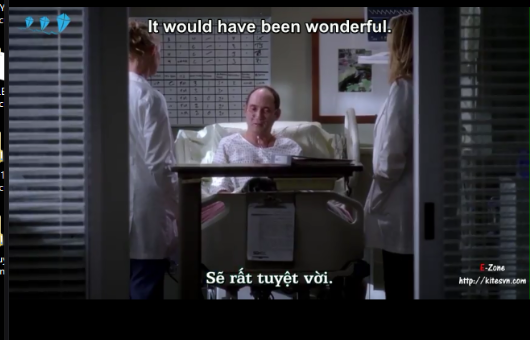 It would have been wonderful.
Sẽ rất tuyệt vời.
E-Zone
http://kitesvn.com